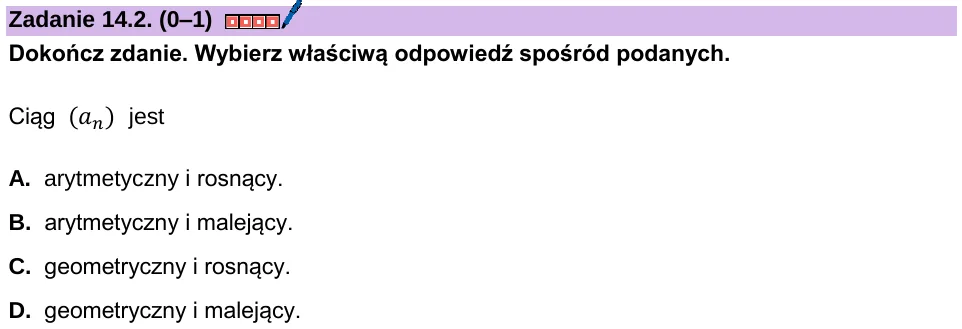 Zadanie 14.2. (0–1)
Dokończ zdanie. Wybierz właściwą odpowiedź spośród podanych.
Ciąg (aₙ) jest
A. arytmetyczny i rosnący.
B. arytmetyczny i malejący.
C. geometryczny i rosnący.
D. geometryczny i malejący.